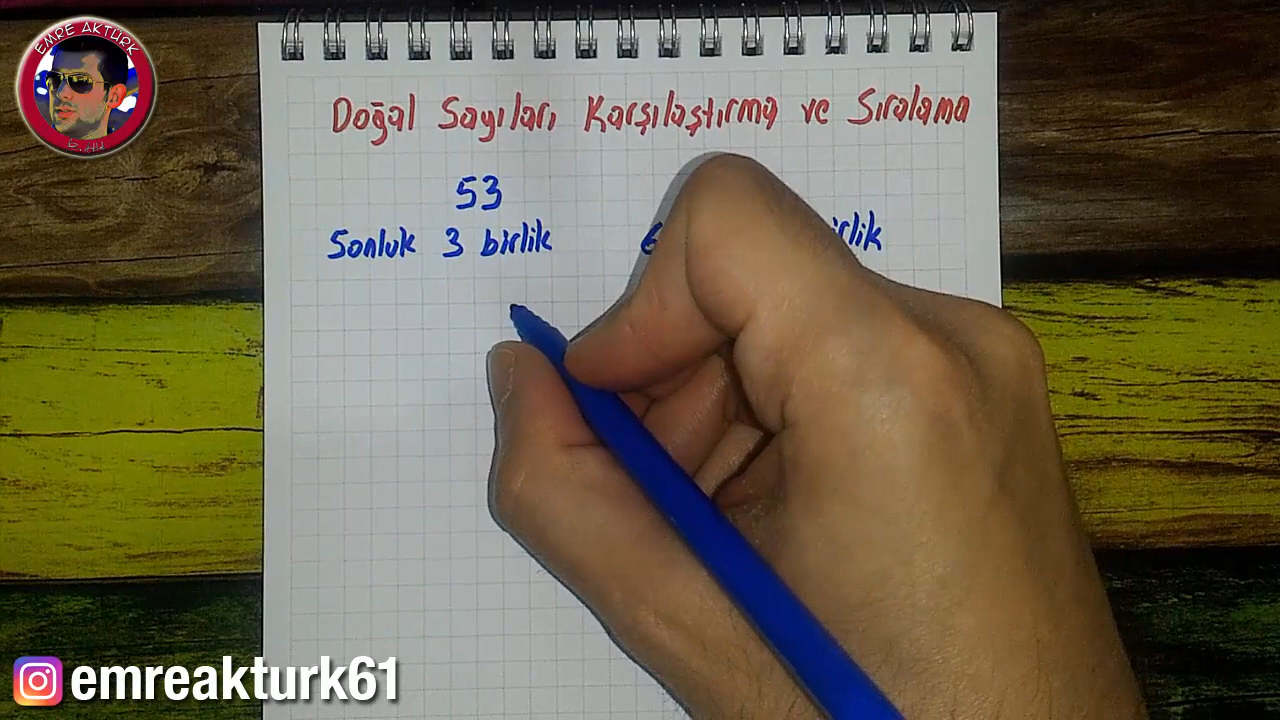 EMRE AKTÜRK
Doğal Sayıları Karşılaştırma ve Sıralama
53
5onluk 3 birlik
emreakturk61